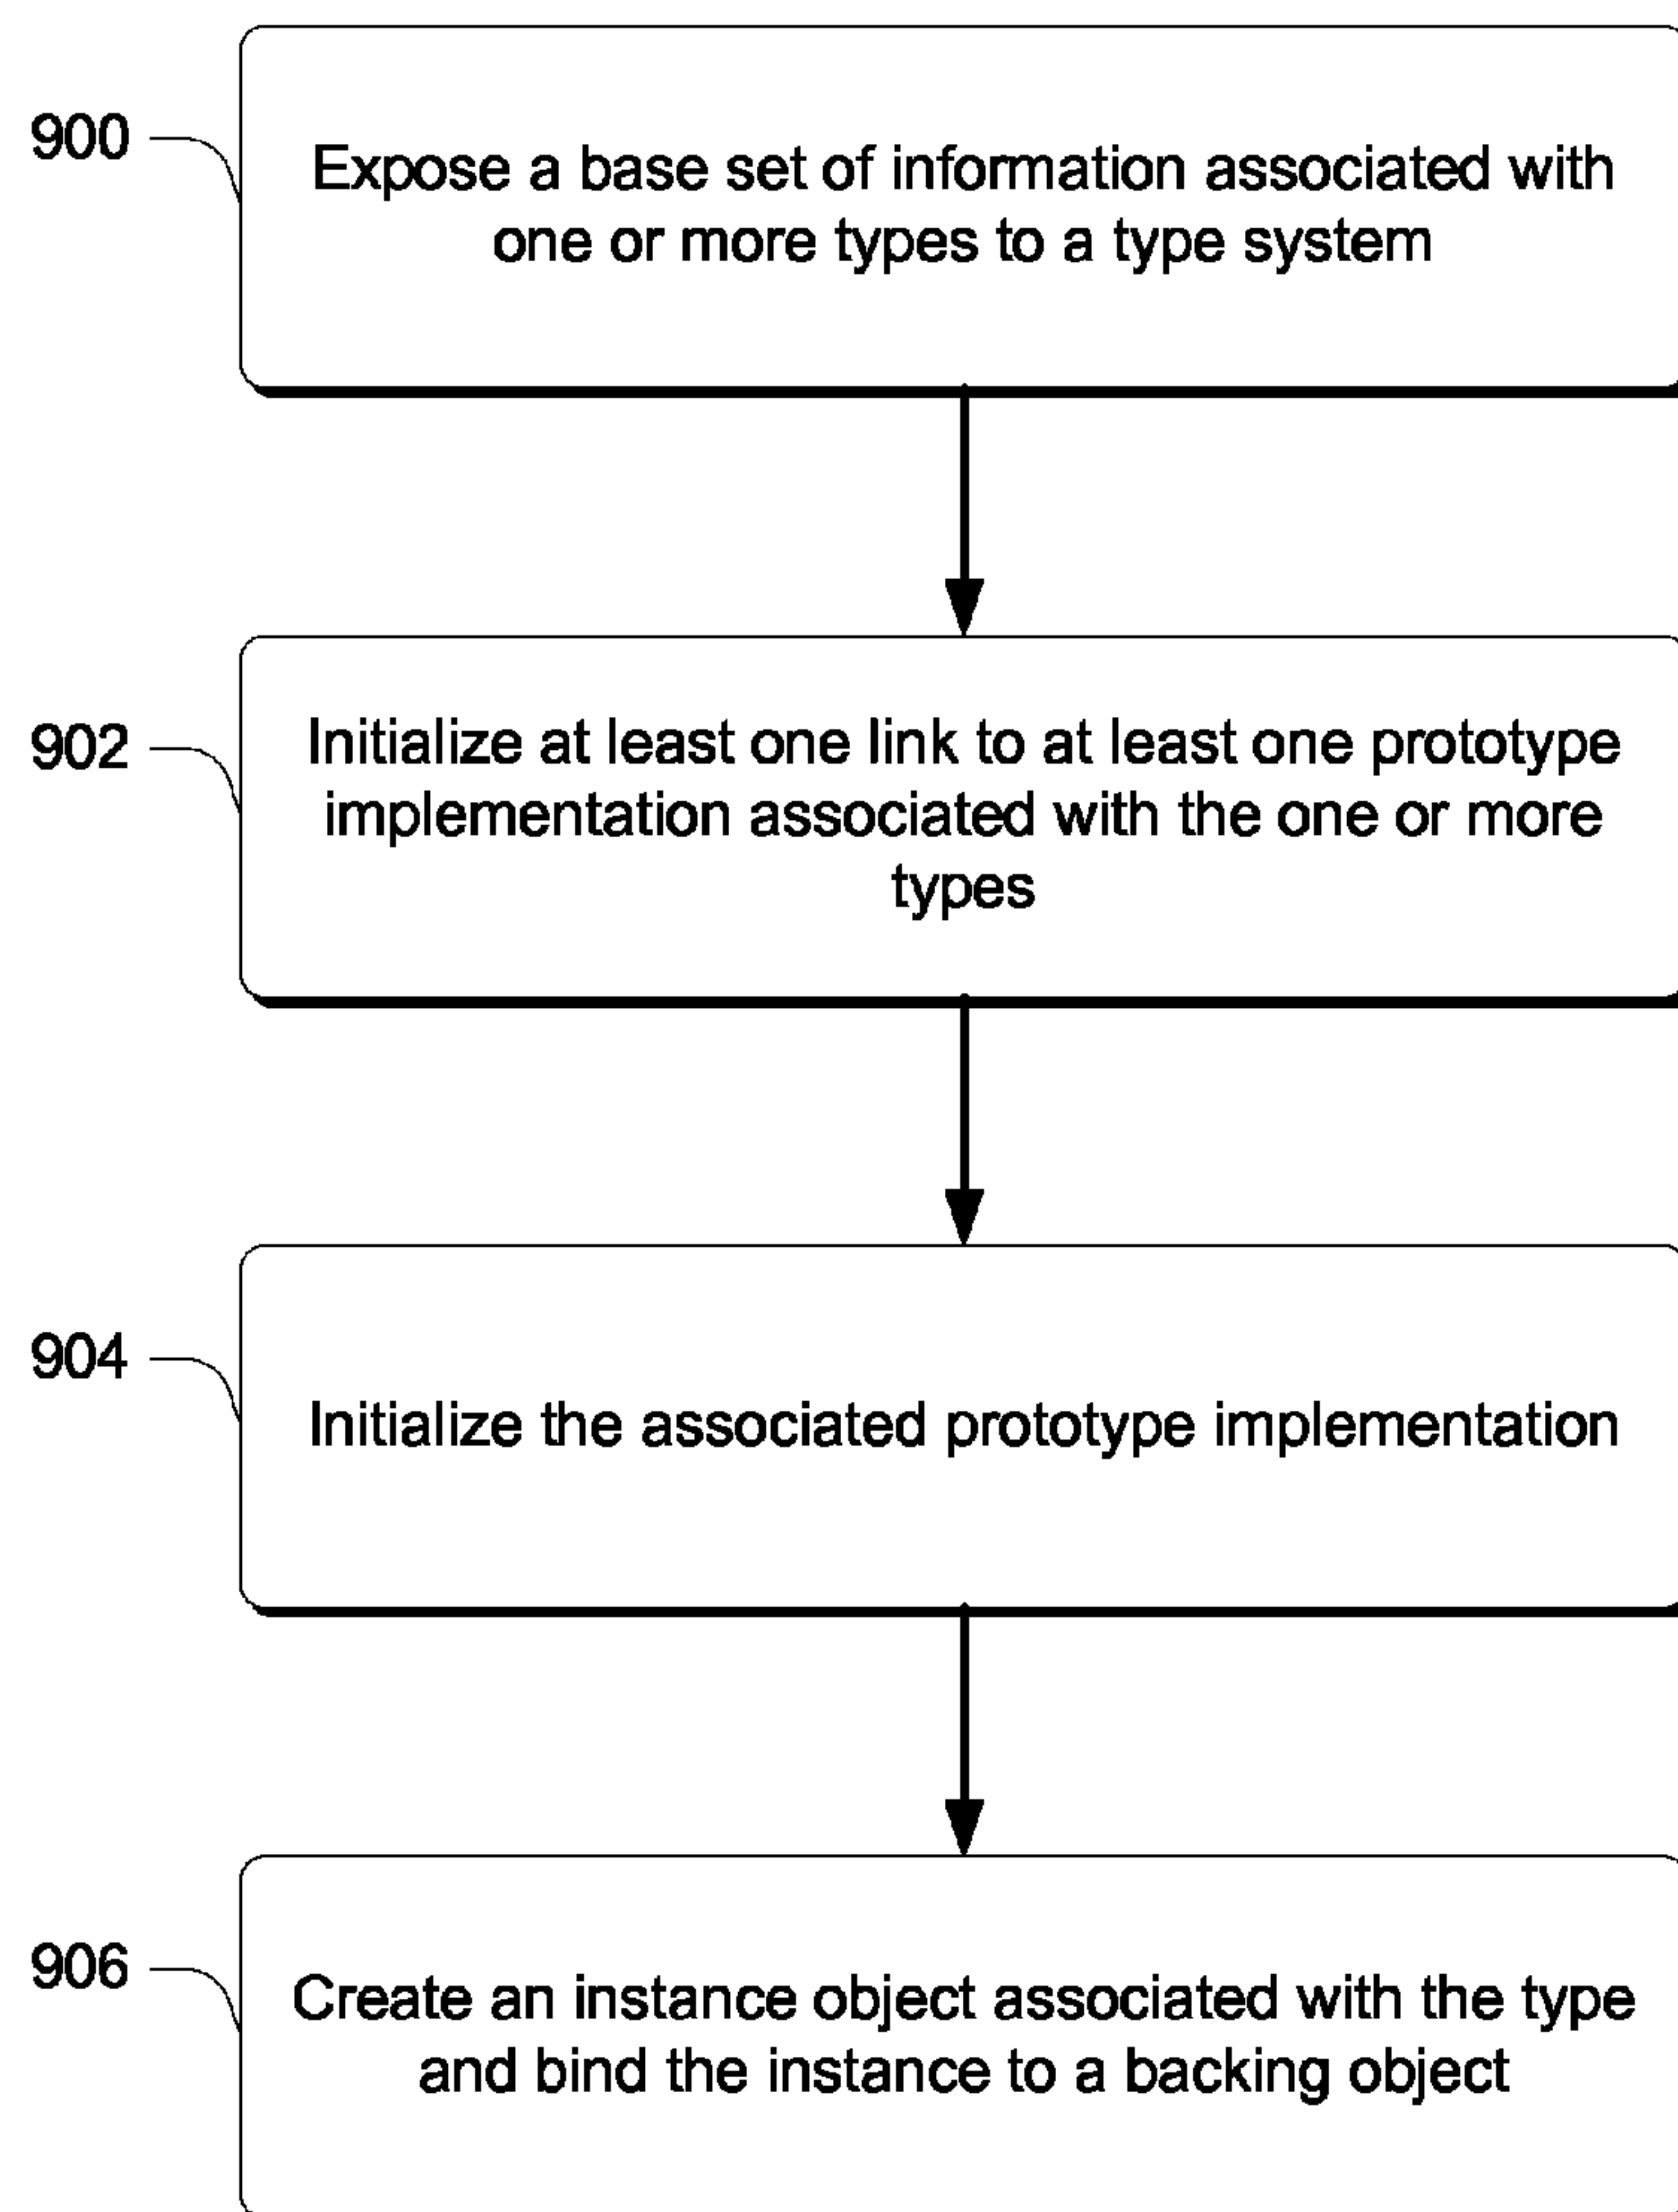 900
Expose a base set of information associated with
one or more types to a type system
902
Initialize at least one link to at least one prototype
implementation associated with the one or more
types
904
Initialize the associated prototype implementation
906
Create an instance object associated with the type
and bind the instance to a backing object